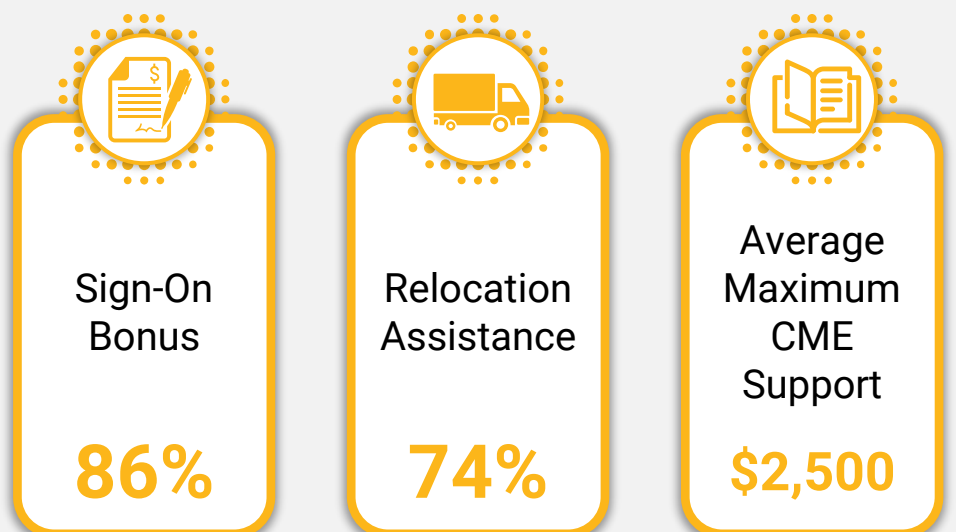 $
Sign-On
Bonus
86%
Relocation
Assistance
74%
Average
Maximum
CME
Support
$2,500